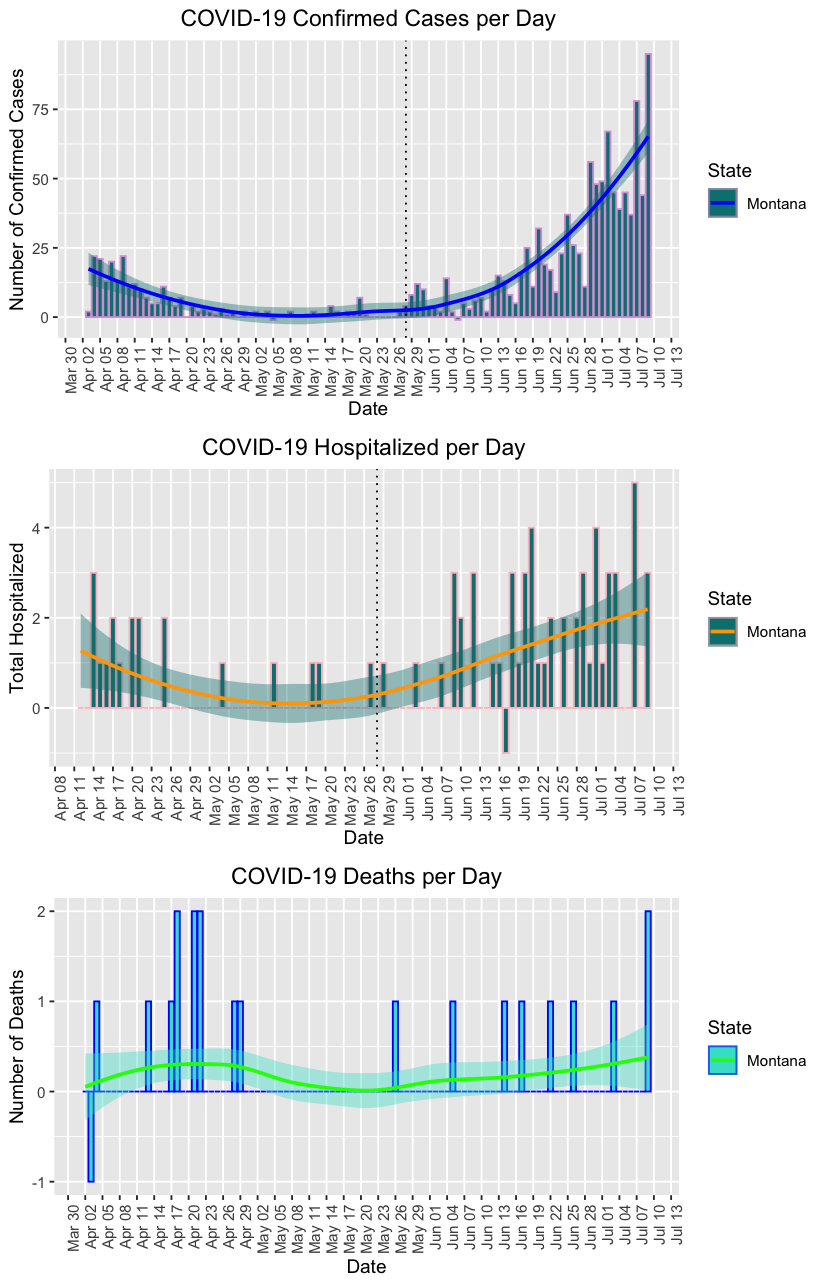 COVID-19 Confirmed Cases per Day
Number of Confirmed Cases
75
50
25
0
Mar 30
Apr 02
Apr 05
Apr 08
Apr 11
Apr 14
Apr 17
Apr 20
Apr 23
Apr 26
Apr 29
May 02
May 05
May 08
May 11
May 14
May 17
May 20
May 23
May 26
May 29
Jun 01
Jun 04
Jun 07
Jun 10
Jun 13
Jun 16
Jun 19
Jun 22
Jun 25
Jun 28
Jul 01
Jul 04
Jul 07
Jul 10
Jul 13
Date
State
Montana
COVID-19 Hospitalized per Day
Total Hospitalized
4
2
0
Apr 08
Apr 11
Apr 14
Apr 17
Apr 20
Apr 23
Apr 26
Apr 29
May 02
May 05
May 08
May 11
May 14
May 17
May 20
May 23
May 26
May 29
Jun 01
Jun 04
Jun 07
Jun 10
Jun 13
Jun 16
Jun 19
Jun 22
Jun 25
Jun 28
Jul 01
Jul 04
Jul 07
Jul 10
Jul 13
Date
State
Montana
COVID-19 Deaths per Day
Number of Deaths
2
1
0
-1
Mar 30
Apr 02
Apr 05
Apr 08
Apr 11
Apr 14
Apr 17
Apr 20
Apr 23
Apr 26
Apr 29
May 02
May 05
May 08
May 11
May 14
May 17
May 20
May 23
May 26
May 29
Jun 01
Jun 04
Jun 07
Jun 10
Jun 13
Jun 16
Jun 19
Jun 22
Jun 25
Jun 28
Jul 01
Jul 04
Jul 07
Jul 10
Jul 13
Date
State
Montana